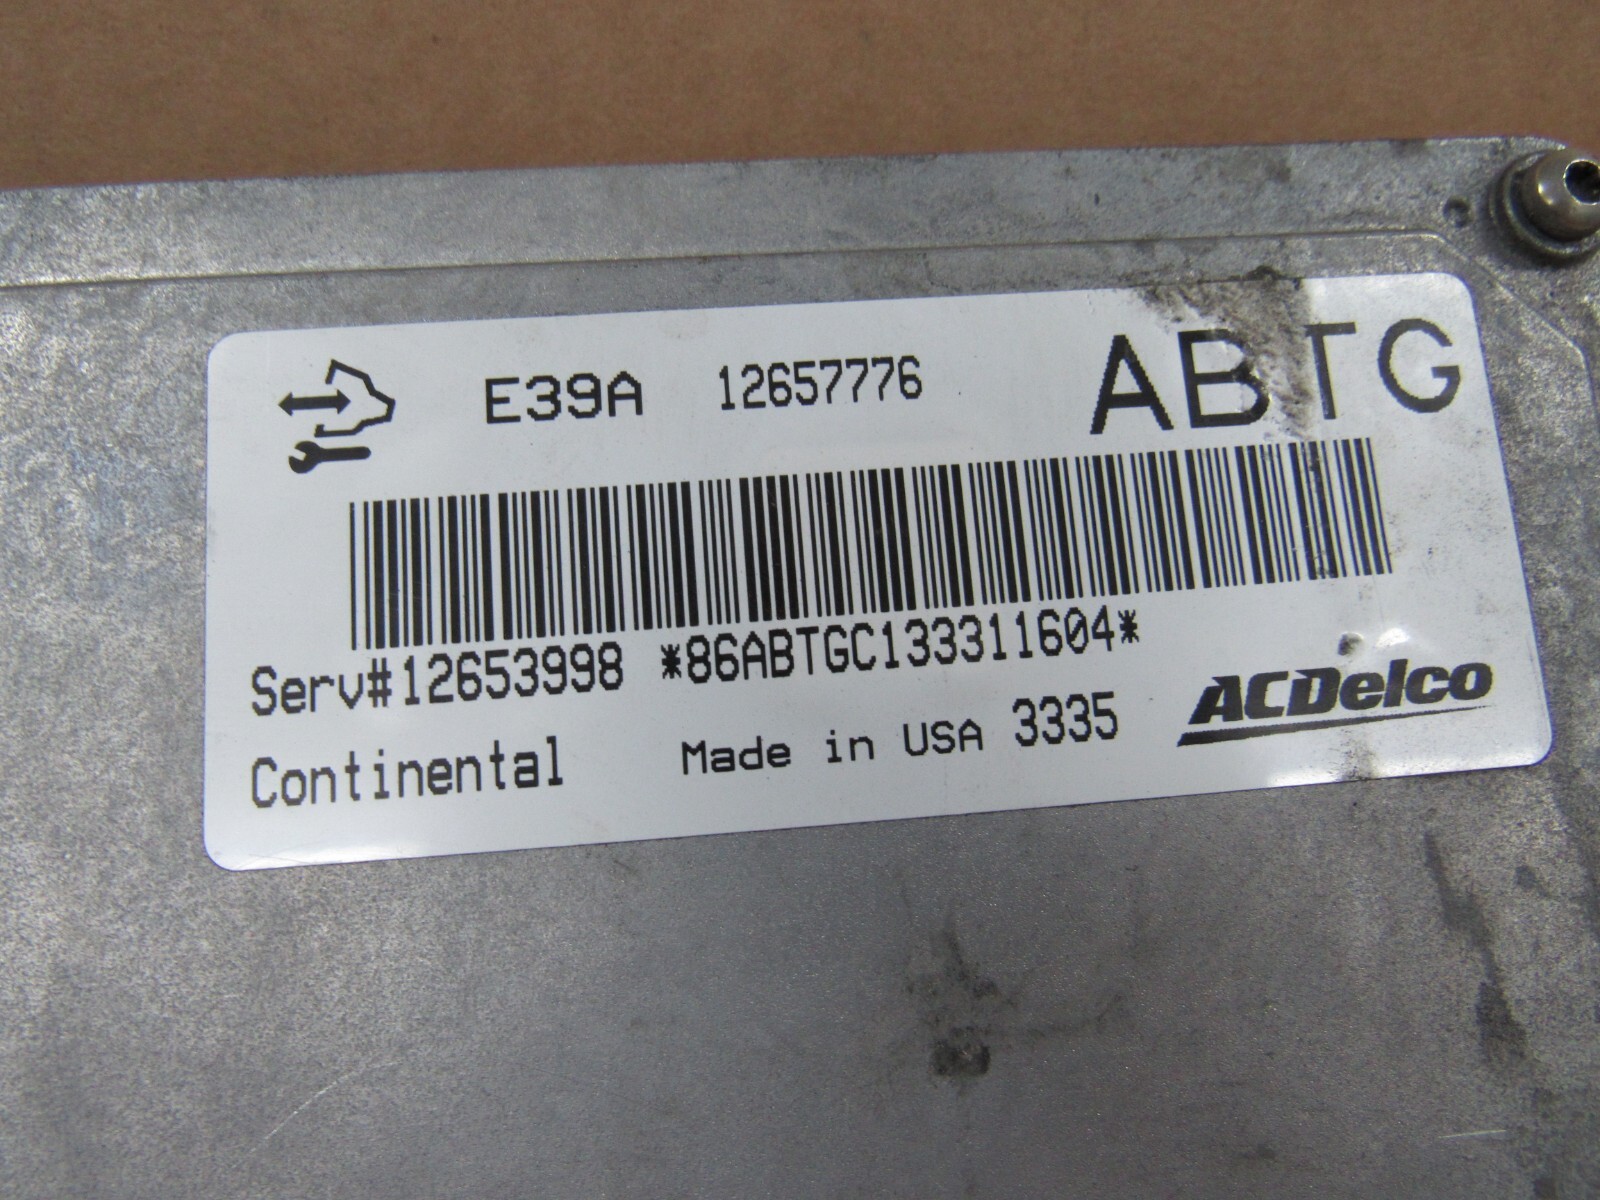 E39A 12657776 ABTG
Serv#12653998 *86ABTGC133311604*
Continental Made in USA 3335 ACDelco